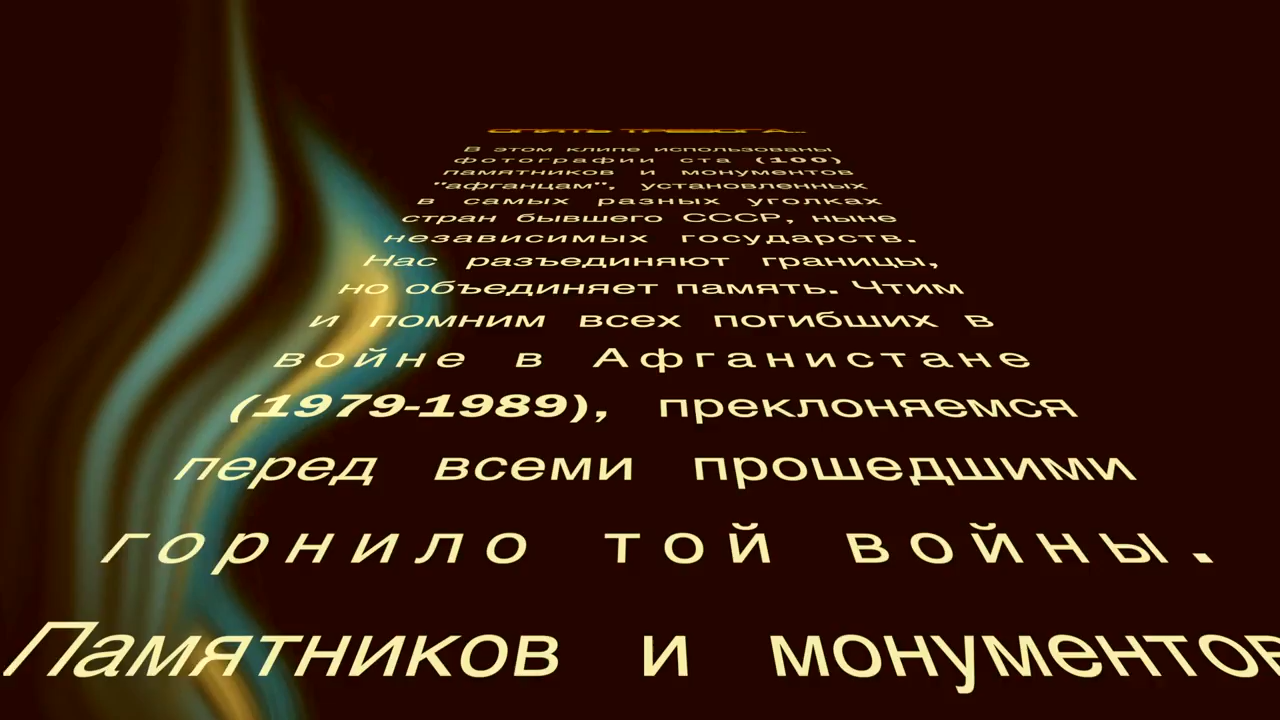 ОПЯТЬ ТРЕВОГА...
В этом клипе использованы
фотографии ста (100)
памятников и монументов
"афганцам", установленных
в самых разных уголках
стран бывшего СССР, ныне
независимых государств.
Нас разъединяют границы,
но объединяет память. Чтим
и помним всех погибших в
войне в Афганистане
(1979-1989), преклоняемся
перед всеми прошедшими
горнило той войны.
Памятников и монументов